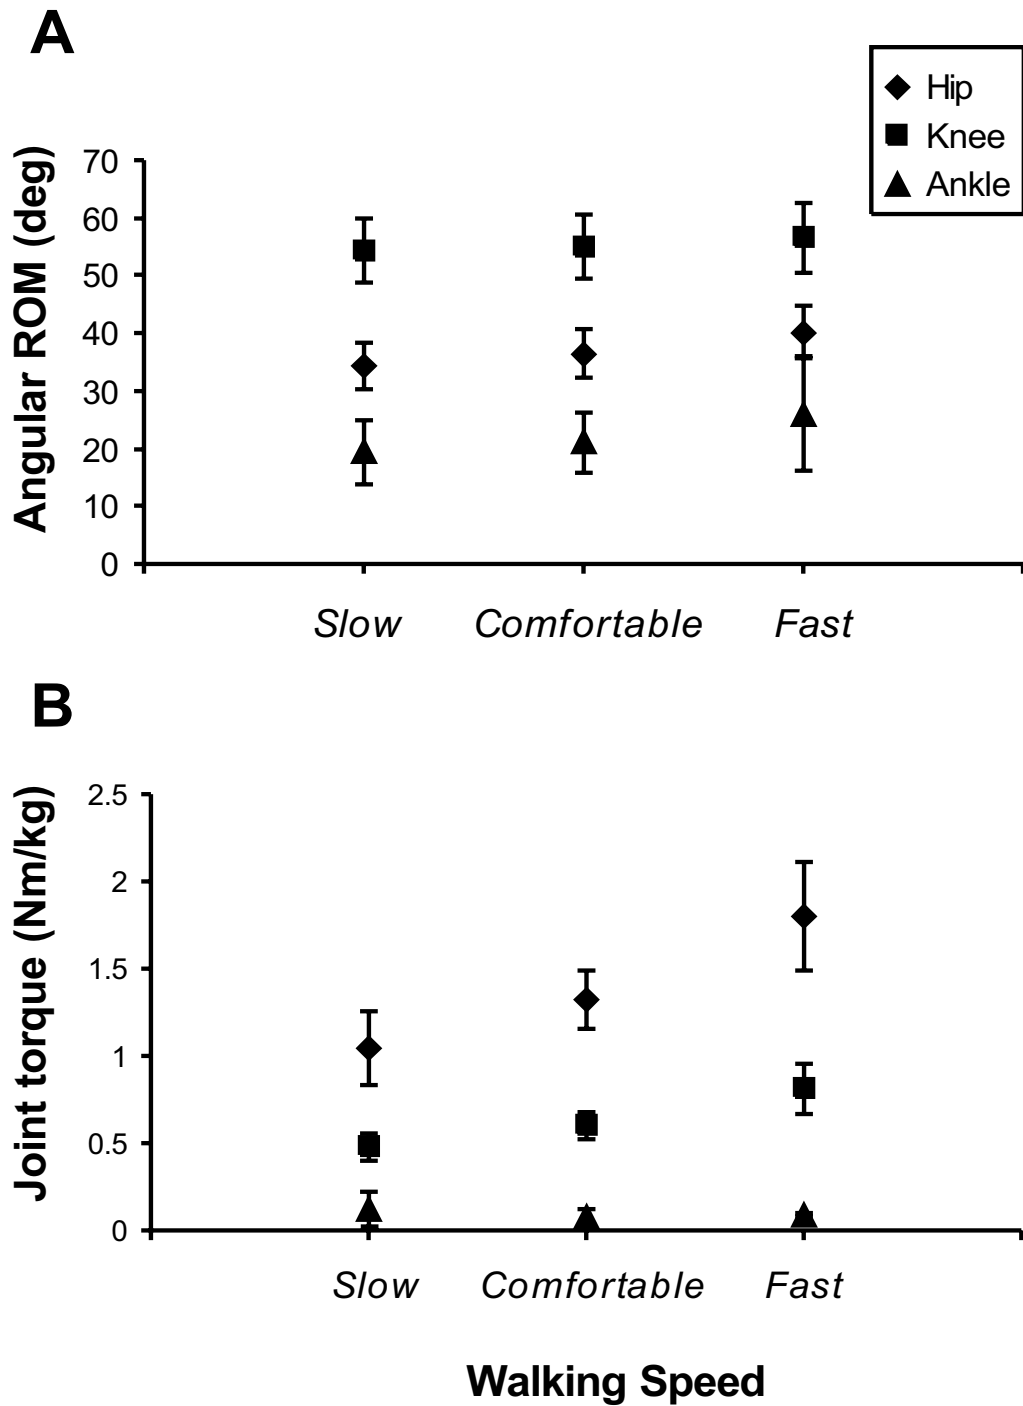 A
Hip
Knee
Ankle
Angular ROM (deg)
70
60
50
40
30
20
10
0
Slow Comfortable Fast
B
Joint torque (Nm/kg)
2.5
2
1.5
1
0.5
0
Slow Comfortable Fast
Walking Speed